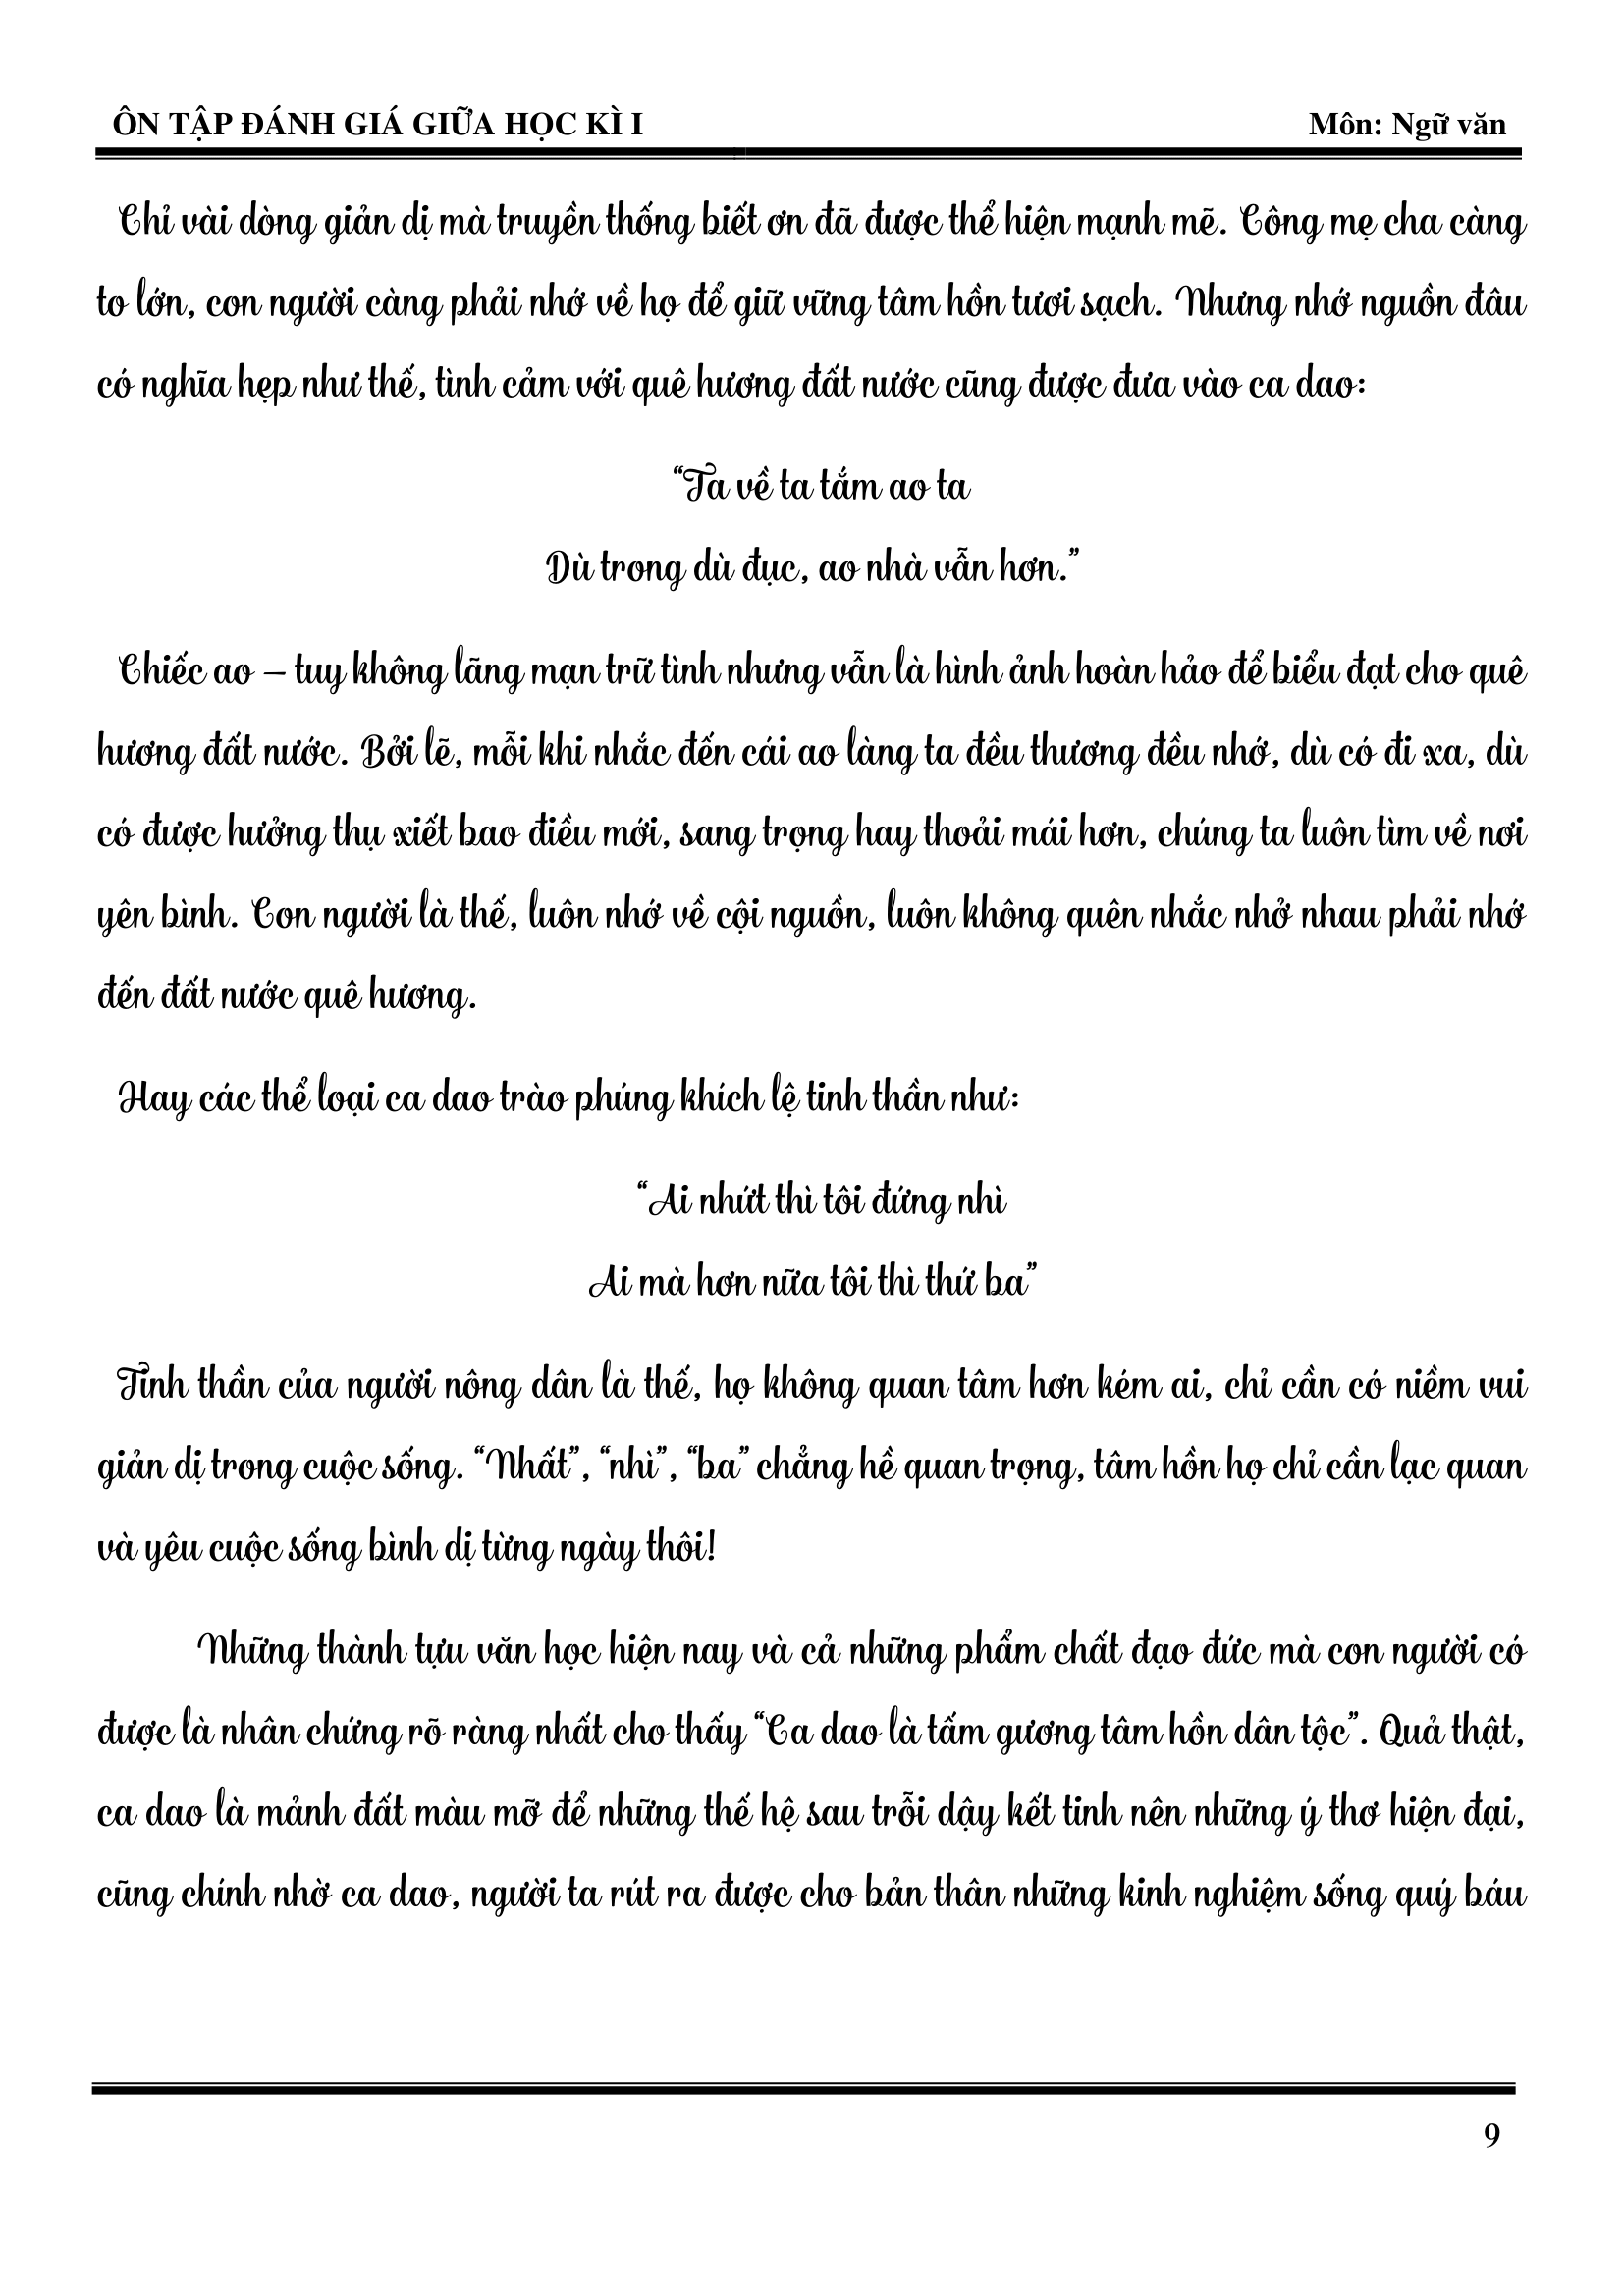 ÔN TẬP ĐÁNH GIÁ GIỮA HỌC KÌ I Môn: Ngữ văn
Chỉ vài dòng giản dị mà truyền thống biết ơn đã được thể hiện mạnh mẽ. Công mẹ cha càng
to lớn, con người càng phải nhớ về họ để giữ vững tâm hồn tươi sạch. Nhưng nhớ nguồn đâu
có nghĩa hẹp như thế, tình cảm với quê hương đất nước cũng được đưa vào ca dao:
“Ta về ta tắm ao ta
Dù trong dù đục, ao nhà vẫn hơn.”
Chiếc ao – tuy không lãng mạn trữ tình nhưng vẫn là hình ảnh hoàn hảo để biểu đạt cho quê
hương đất nước. Bởi lẽ, mỗi khi nhắc đến cái ao làng ta đều thương đều nhớ, dù có đi xa, dù
có được hưởng thụ xiết bao điều mới, sang trọng hay thoải mái hơn, chúng ta luôn tìm về nơi
yên bình. Con người là thế, luôn nhớ về cội nguồn, luôn không quên nhắc nhở nhau phải nhớ
đến đất nước quê hương.
Hay các thể loại ca dao trào phúng khích lệ tinh thần như:
“Ai nhứt thì tôi đứng nhì
Ai mà hơn nữa tôi thì thứ ba”
Tinh thần của người nông dân là thế, họ không quan tâm hơn kém ai, chỉ cần có niềm vui
giản dị trong cuộc sống. “Nhất”, “nhì”, “ba” chẳng hề quan trọng, tâm hồn họ chỉ cần lạc quan
và yêu cuộc sống bình dị từng ngày thôi!
Những thành tựu văn học hiện nay và cả những phẩm chất đạo đức mà con người có
được là nhân chứng rõ ràng nhất cho thấy “Ca dao là tấm gương tâm hồn dân tộc”. Quả thật,
ca dao là mảnh đất màu mỡ để những thế hệ sau trỗi dậy kết tinh nên những ý thơ hiện đại,
cũng chính nhờ ca dao, người ta rút ra được cho bản thân những kinh nghiệm sống quý báu
9